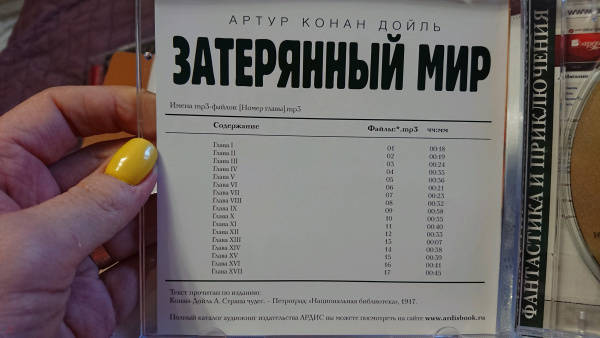 АРТУР КОНАН ДОЙЛЬ
ЗАТЕРЯННЫЙ МИР
Имена mp3-файлов [Номер главы].mp3
Содержание Файлы:*.mp3 чч:мм
Глава I 01 00:18
Глава II 02 00:19
Глава III 03 00:24
Глава IV 04 00:35
Глава V 05 00:36
Глава VI 06 00:21
Глава VII 07 00:23
Глава VIII 08 00:32
Глава IX 09 00:59
Глава X 10 00:35
Глава XI 11 00:40
Глава XII 12 00:33
Глава XIII 13 00:07
Глава XIV 14 00:38
Глава XV 15 00:39
Глава XVI 16 00:41
Глава XVII 17 00:45
Текст прочитан по изданию:
Конан-Дойль А. Страна чудес. – Петроград: «Национальная библиотека», 1917.
Полный каталог аудиокниг издательства АРДИС вы можете посмотреть на сайте www.ardisbook.ru
ФАНТАСТИКА И ПРИКЛЮЧЕНИЯ